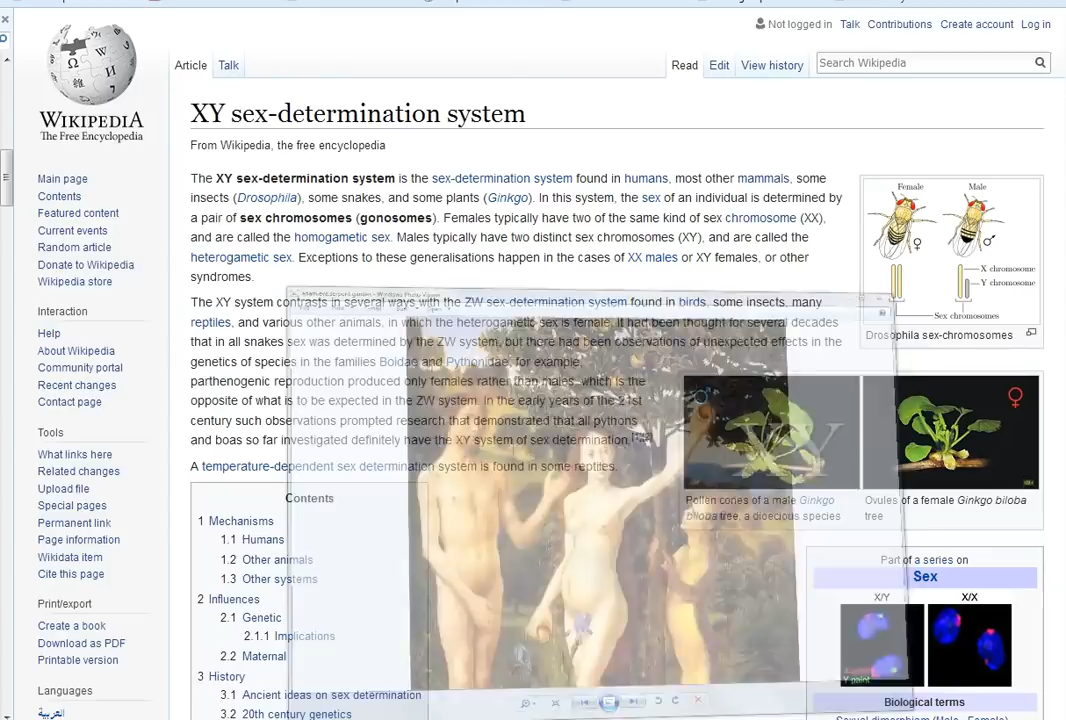 Not logged in Talk Contributions Create account Log in
Article Talk Read Edit View history Search Wikipedia
WIKIPEDIA
The Free Encyclopedia
Main page
Contents
Featured content
Current events
Random article
Donate to Wikipedia
Wikipedia store
Interaction
Help
About Wikipedia
Community portal
Recent changes
Contact page
Tools
What links here
Related changes
Upload file
Special pages
Permanent link
Page information
Wikidata item
Cite this page
Print/export
Create a book
Download as PDF
Printable version
Languages
العربية
XY sex-determination system
From Wikipedia, the free encyclopedia
The XY sex-determination system is the sex-determination system found in humans, most other mammals, some
insects (Drosophila), some snakes, and some plants (Ginkgo). In this system, the sex of an individual is determined by
a pair of sex chromosomes (gonosomes). Females typically have two of the same kind of sex chromosome (XX),
and are called the homogametic sex. Males typically have two distinct sex chromosomes (XY), and are called the
heterogametic sex. Exceptions to these generalisations happen in the cases of XX males or XY females, or other
syndromes.
The XY system contrasts in several ways with the ZW sex-determination system found in birds, some insects, many
reptiles, and various other animals, in which the heterogametic sex is female. It had been thought for several decades
that in all snakes sex was determined by the ZW system, but there had been observations of unexpected effects in the
genetics of species in the families Boidae and Pythonidae; for example,
parthenogenic reproduction produced only females rather than males, which is the
opposite of what is to be expected in the ZW system. In the early years of the 21st
century such observations prompted research that demonstrated that all pythons
and boas so far investigated definitely have the XY system of sex determination.
A temperature-dependent sex determination system is found in some reptiles.
Contents
1 Mechanisms
1.1 Humans
1.2 Other animals
1.3 Other systems
2 Influences
2.1 Genetic
2.1.1 Implications
2.2 Maternal
3 History
3.1 Ancient ideas on sex determination
3.2 20th century genetics
Female Male
♀ ♂
X chromosome
Y chromosome
Sex chromosomes
Drosophila sex-chromosomes
Pollen cones of a male Ginkgo
biloba tree, a dioecious species
Ovules of a female Ginkgo biloba
tree
Part of a series on
Sex
X/Y X/X
Y point
Biological terms
Sexual dimorphism (Male · Female)